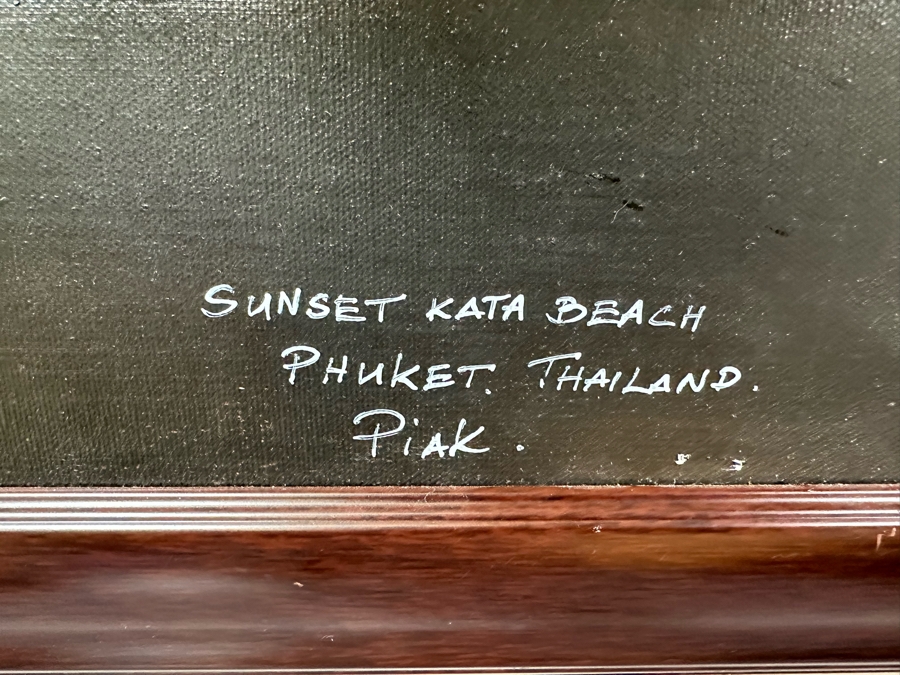 SUNSET KATA BEACH
PHUKET. THAILAND.
PiAK.